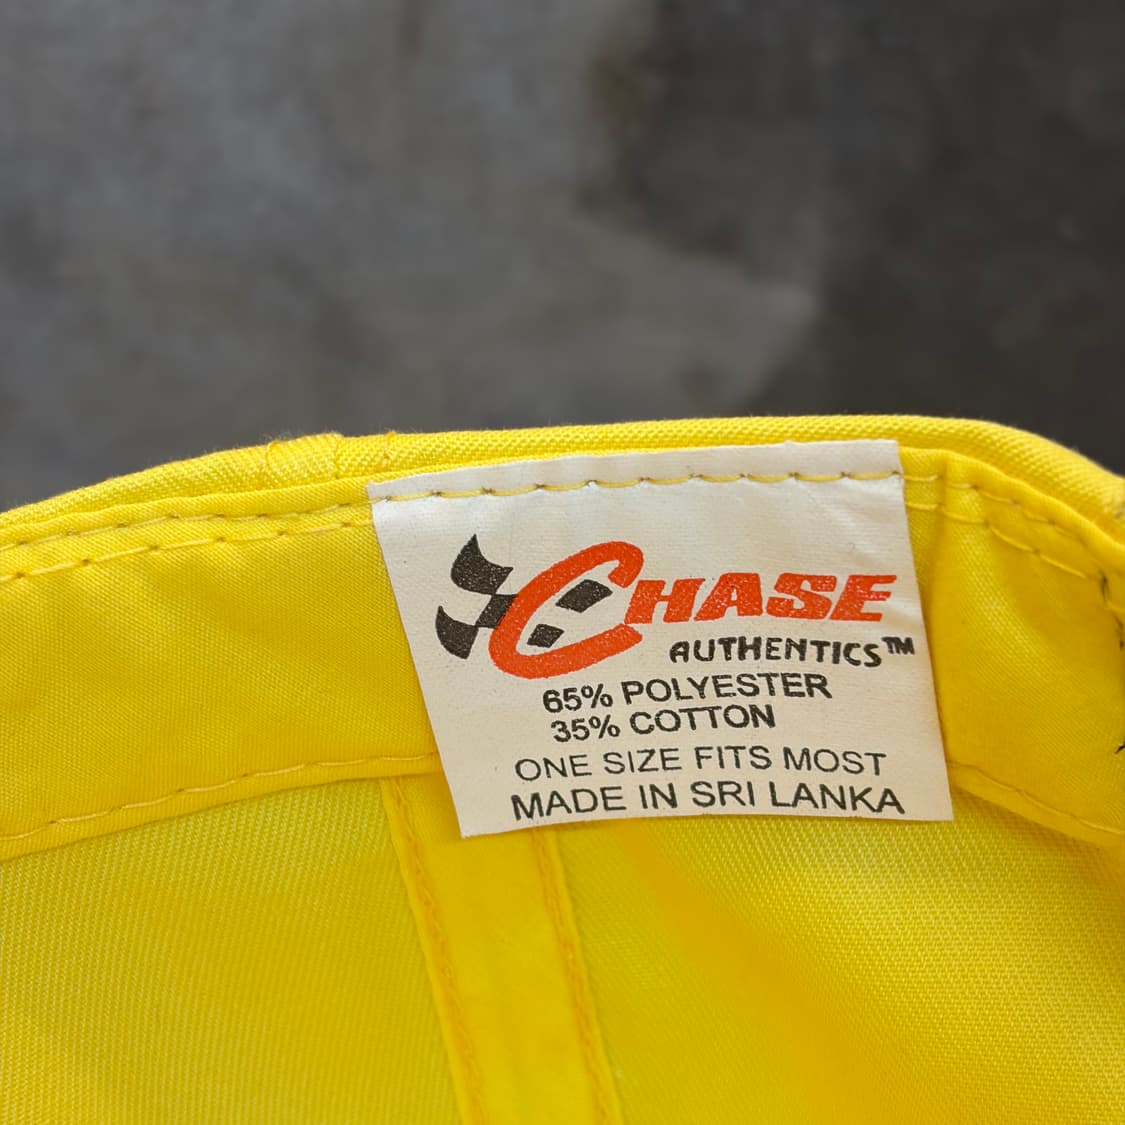 CHASE
AUTHENTICS™
65% POLYESTER
35% COTTON
ONE SIZE FITS MOST
MADE IN SRI LANKA